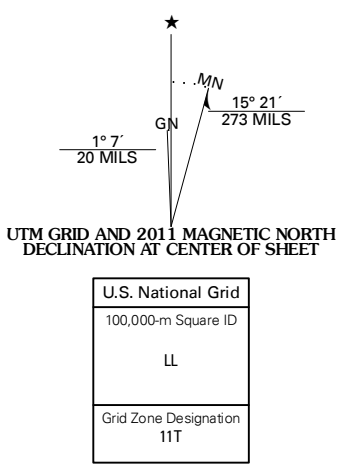 ★
MN
15° 21´
273 MILS
GN
1° 7´
20 MILS
UTM GRID AND 2011 MAGNETIC NORTH
DECLINATION AT CENTER OF SHEET
U.S. National Grid
100,000-m Square ID
LL
Grid Zone Designation
11T